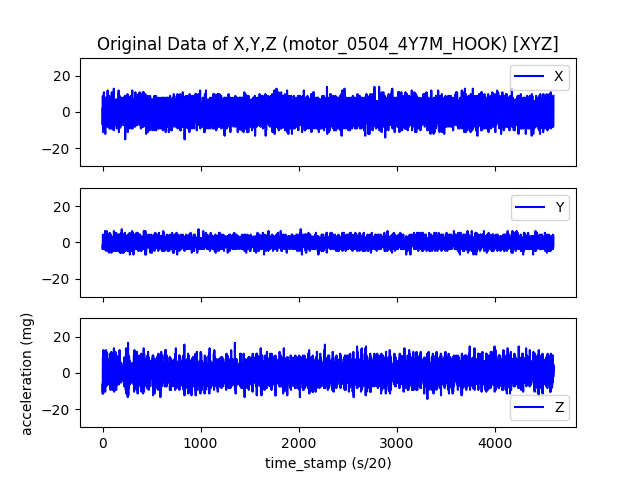 Original Data of X,Y,Z (motor_0504_4Y7M_HOOK) [XYZ]
20
0
−20
X
20
0
−20
Y
20
0
−20
Z
acceleration (mg)
0 1000 2000 3000 4000
time_stamp (s/20)